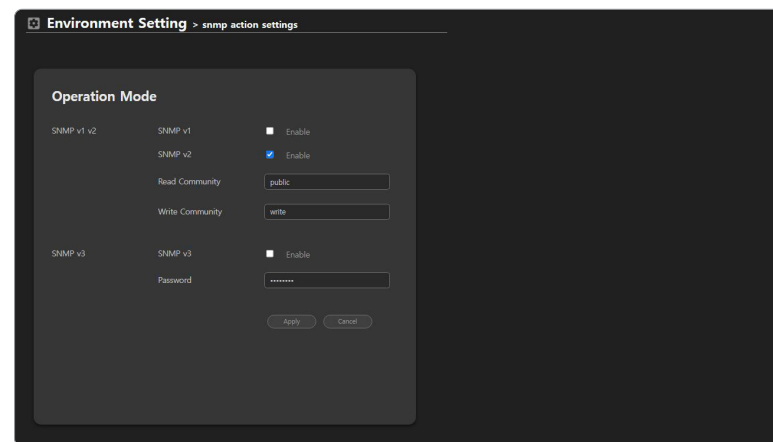 Environment Setting > snmp action settings
Operation Mode
SNMP v1 v2 SNMP v1 Enable
SNMP v2 Enable
Read Community public
Write Community write
SNMP v3 SNMP v3 Enable
Password ••••••••
Apply Cancel